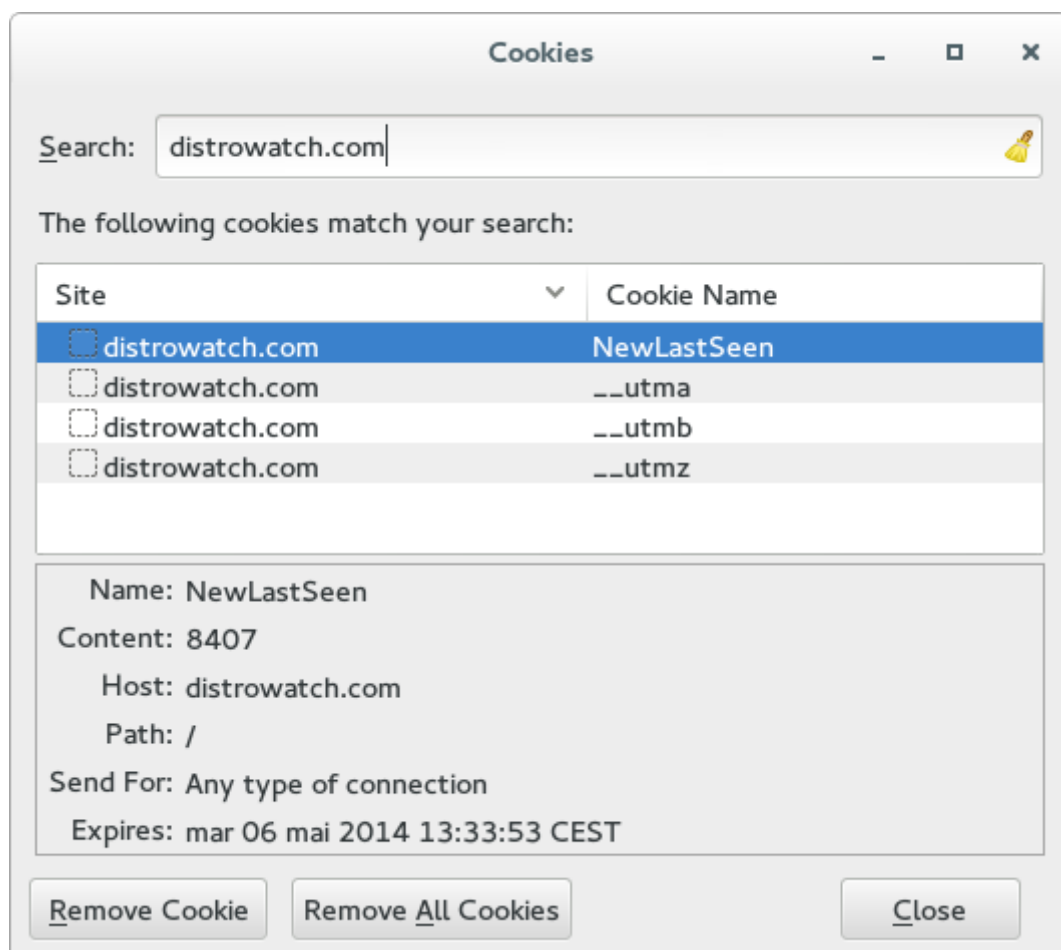 Cookies
Search: distrowatch.com
The following cookies match your search:
Site Cookie Name
distrowatch.com NewLastSeen
distrowatch.com __utma
distrowatch.com __utmb
distrowatch.com __utmz
Name: NewLastSeen
Content: 8407
Host: distrowatch.com
Path: /
Send For: Any type of connection
Expires: mar 06 mai 2014 13:33:53 CEST
Remove Cookie Remove All Cookies Close